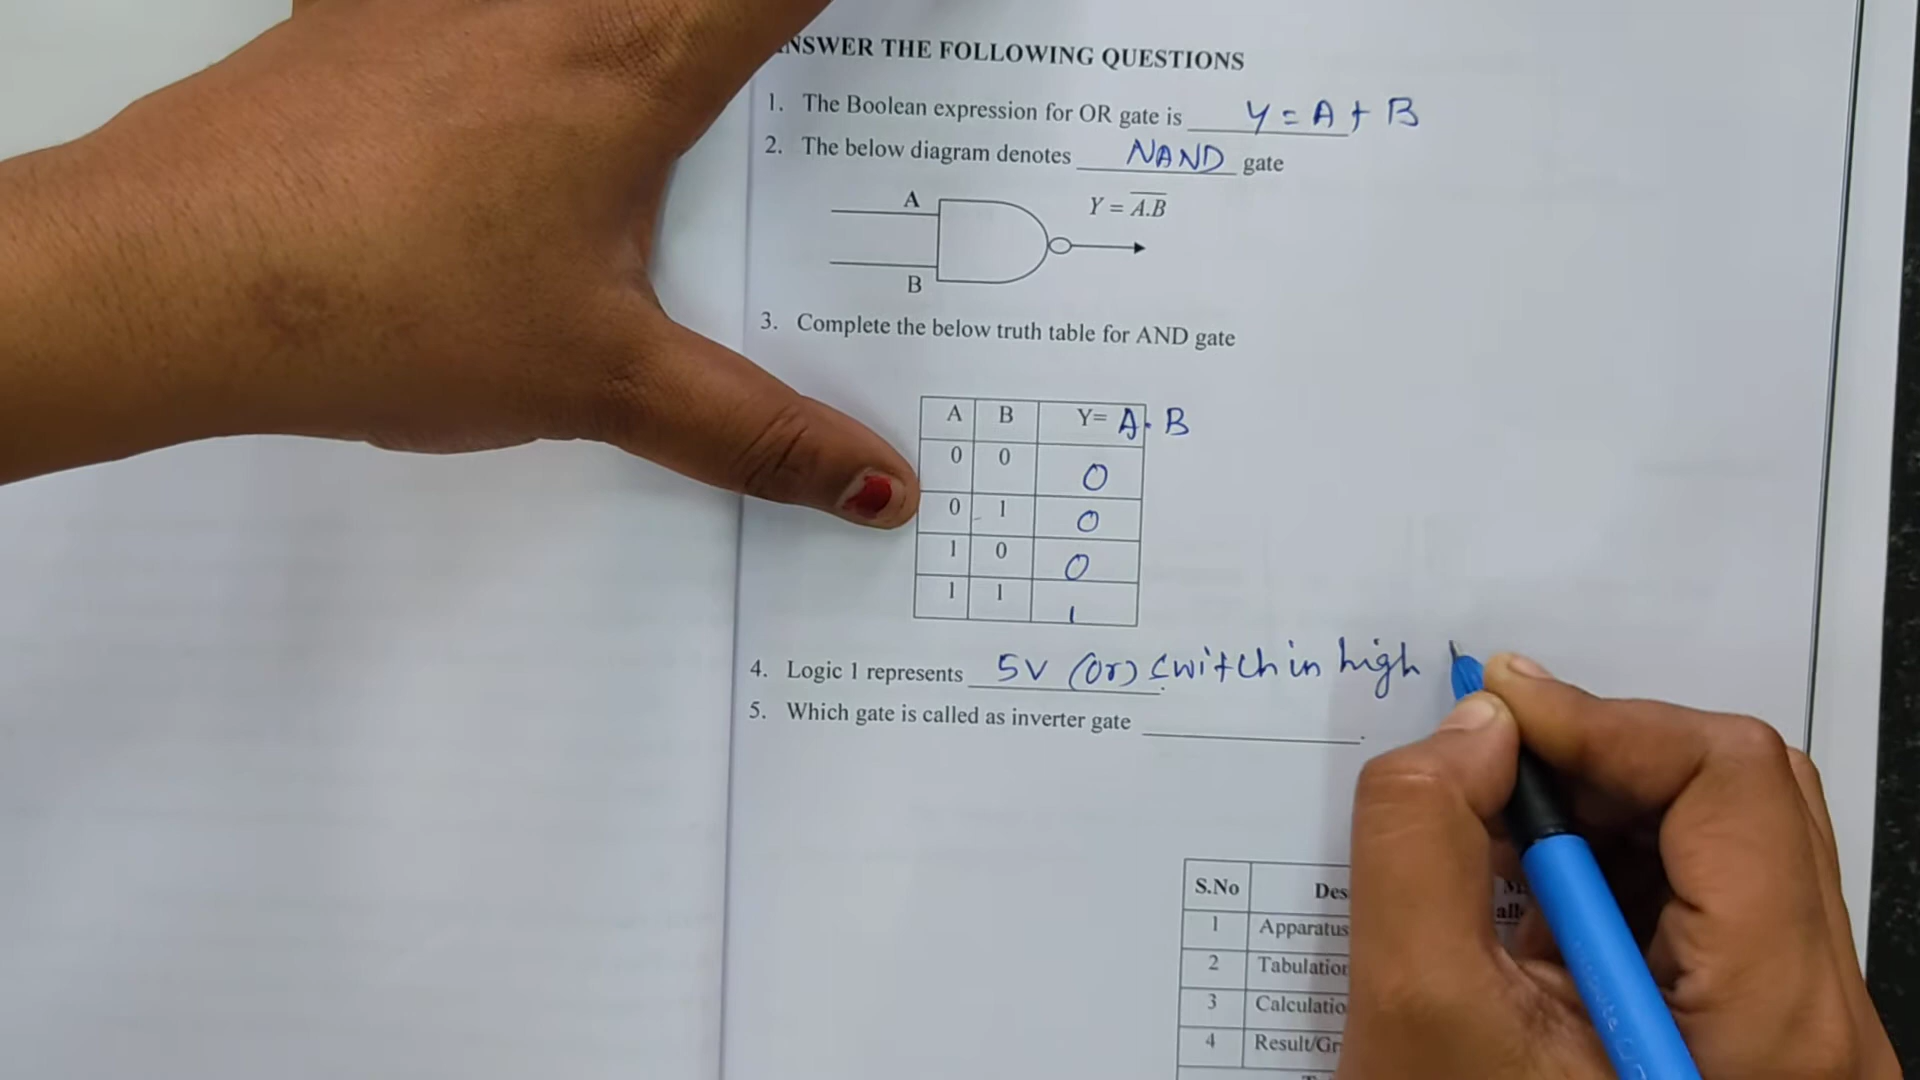 NSWER THE FOLLOWING QUESTIONS
1. The Boolean expression for OR gate is Y = A + B
2. The below diagram denotes NAND gate
A
Y = \overline{A.B}
B
3. Complete the below truth table for AND gate
A B Y= A . B
0 0 0
0 1 0
1 0 0
1 1 1
4. Logic 1 represents 5V (or) switch in high
5. Which gate is called as inverter gate ____.
S.No Des
1 Apparatus
2 Tabulation
3 Calculatio
4 Result/Gr